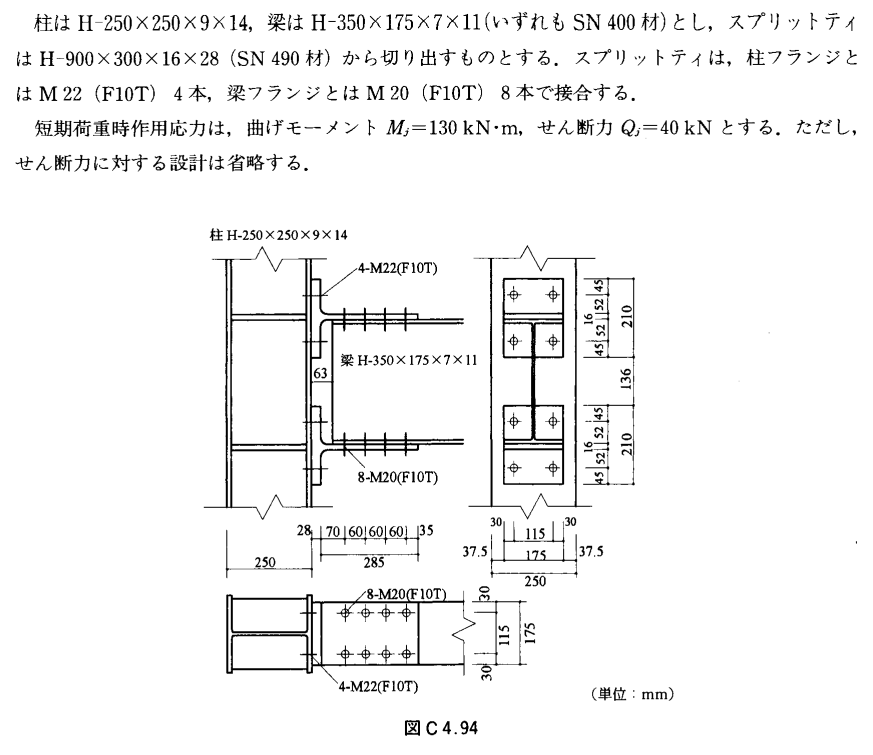 柱は H-250×250×9×14，梁は H-350×175×7×11(いずれも SN 400 材)とし，スプリットティ
は H-900×300×16×28（SN 490 材）から切り出すものとする．スプリットティは，柱フランジと
は M 22（F10T） 4 本，梁フランジとは M 20（F10T） 8 本で接合する．
短期荷重時作用応力は，曲げモーメント Mj＝130 kN·m，せん断力 Qj＝40 kN とする．ただし，
せん断力に対する設計は省略する．
柱 H-250×250×9×14
4-M22(F10T)
梁 H-350×175×7×11
63
8-M20(F10T)
45
52
16
52
45
210
136
45
52
16
52
45
210
28 70 60 60 60 35
285
250
30 115 30
37.5 175 37.5
250
8-M20(F10T)
4-M22(F10T)
30
115
30
175
（単位：mm）
図 C 4.94